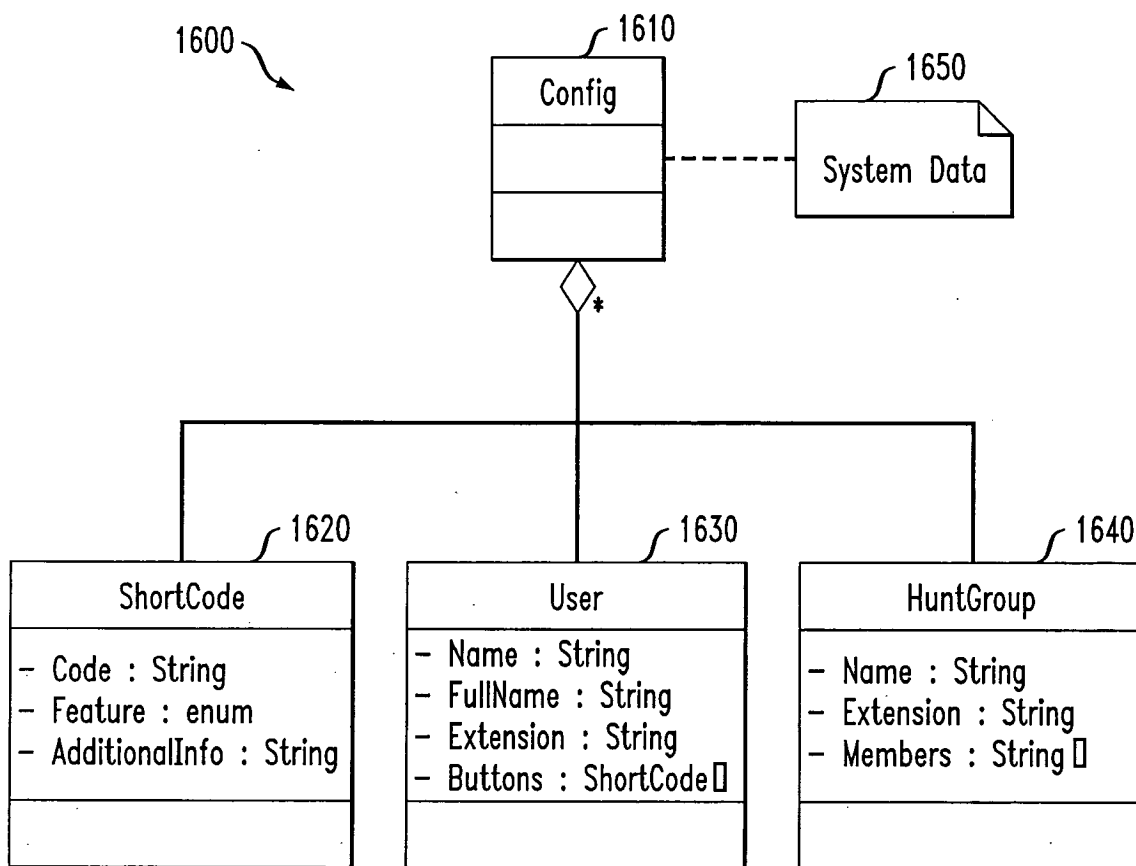 1600
1610
Config
1650
System Data
*
1620
ShortCode
- Code : String
- Feature : enum
- AdditionalInfo : String
1630
User
- Name : String
- FullName : String
- Extension : String
- Buttons : ShortCode[]
1640
HuntGroup
- Name : String
- Extension : String
- Members : String[]